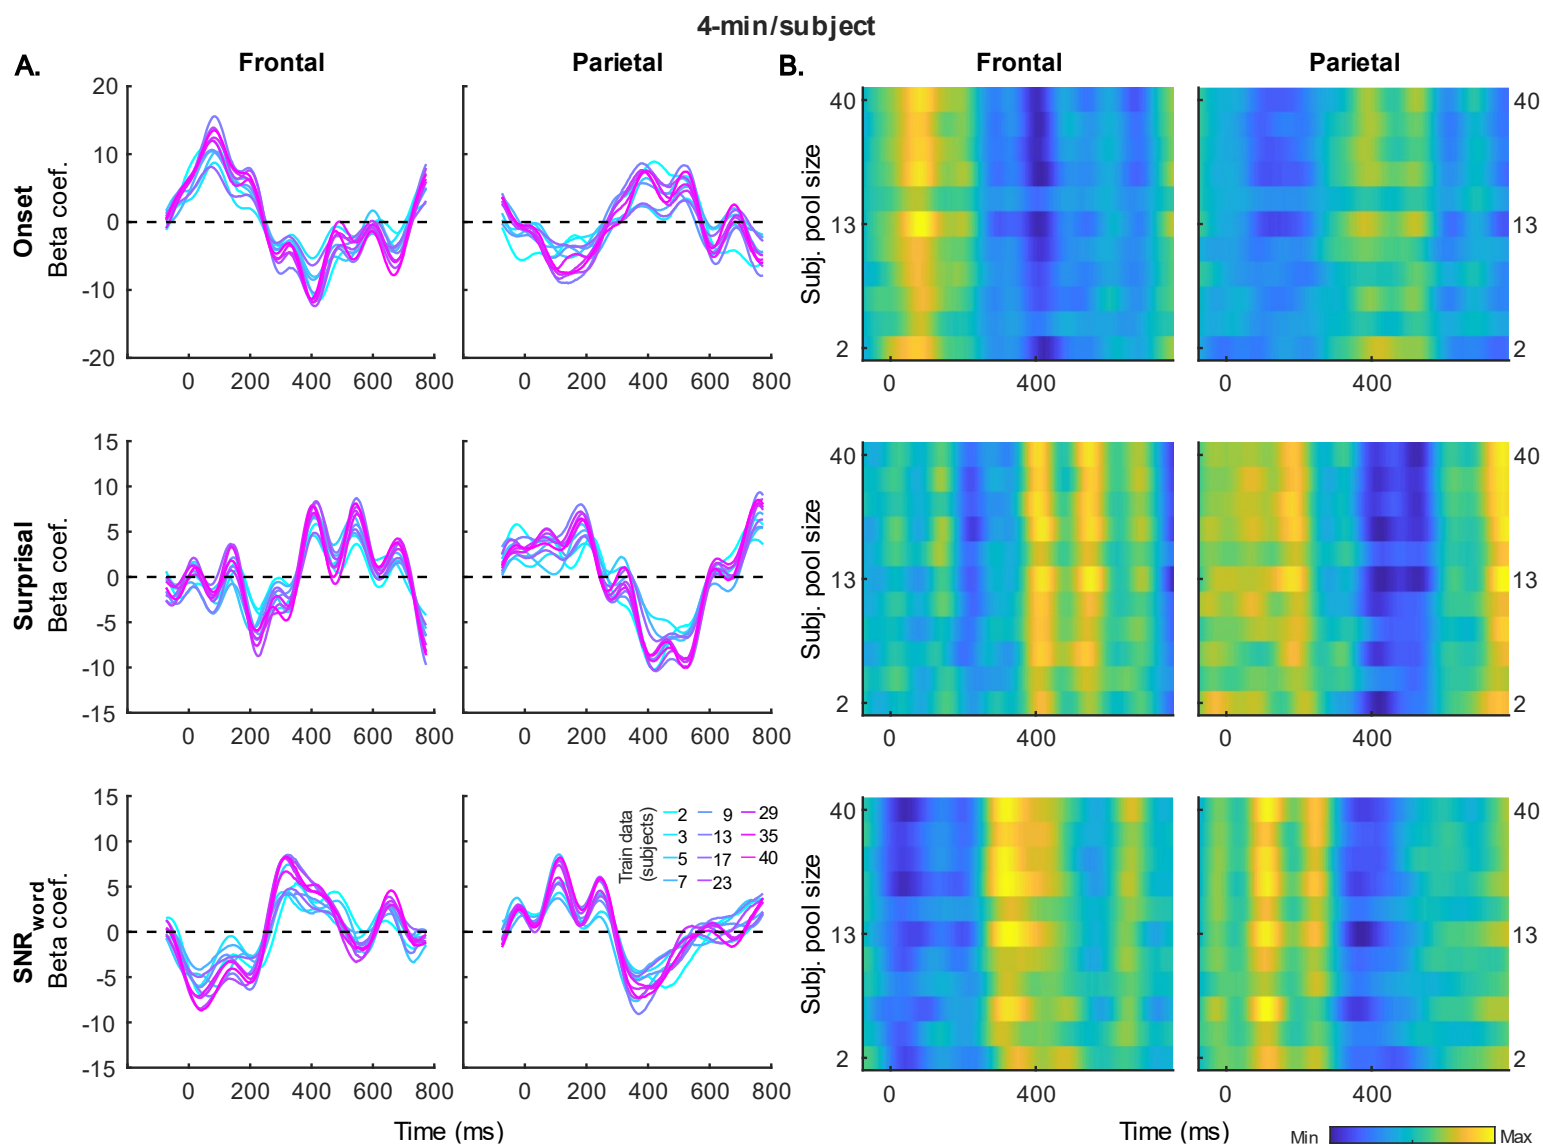 4-min/subject
A.
Frontal
Parietal
B.
Frontal
Parietal
Onset
Beta coef.
20
10
0
-10
-20
0 200 400 600 800
0 200 400 600 800
Subj. pool size
40
13
2
0 400
40
13
2
0 400
Surprisal
Beta coef.
15
10
5
0
-5
-10
-15
0 200 400 600 800
0 200 400 600 800
Subj. pool size
40
13
2
0 400
40
13
2
0 400
SNRword
Beta coef.
15
10
5
0
-5
-10
-15
0 200 400 600 800
Train data
(subjects)
2 9 29
3 13 35
5 17 40
7 23
0 200 400 600 800
Time (ms)
Subj. pool size
40
13
2
0 400
40
13
2
0 400
Time (ms)
Min Max